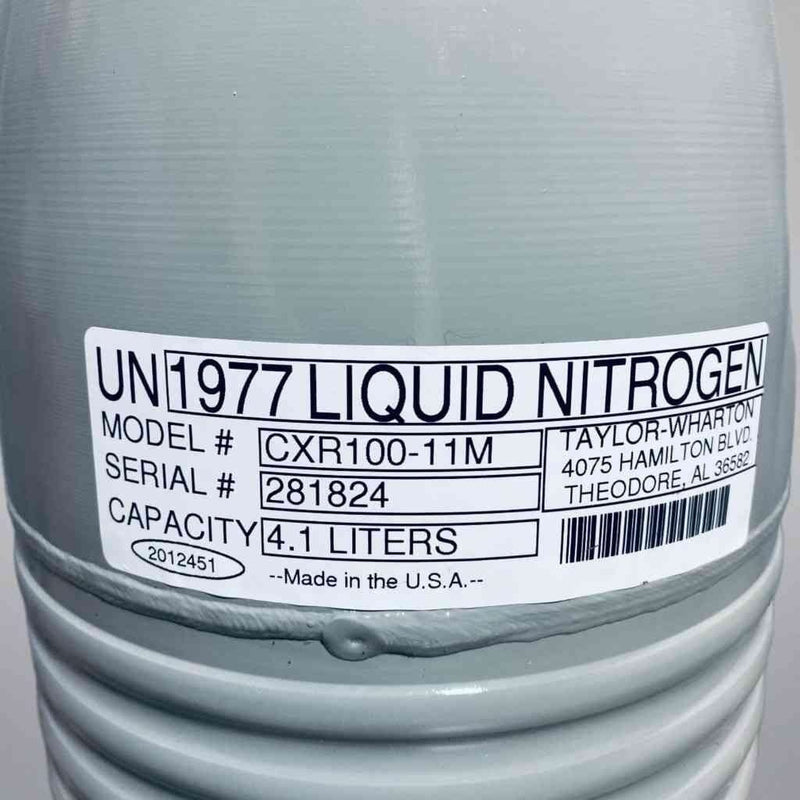 UN 1977 LIQUID NITROGEN
MODEL # CXR100-11M
SERIAL # 281824
CAPACITY 4.1 LITERS
TAYLOR-WHARTON
4075 HAMILTON BLVD.
THEODORE, AL 36582
2012451
--Made in the U.S.A.--